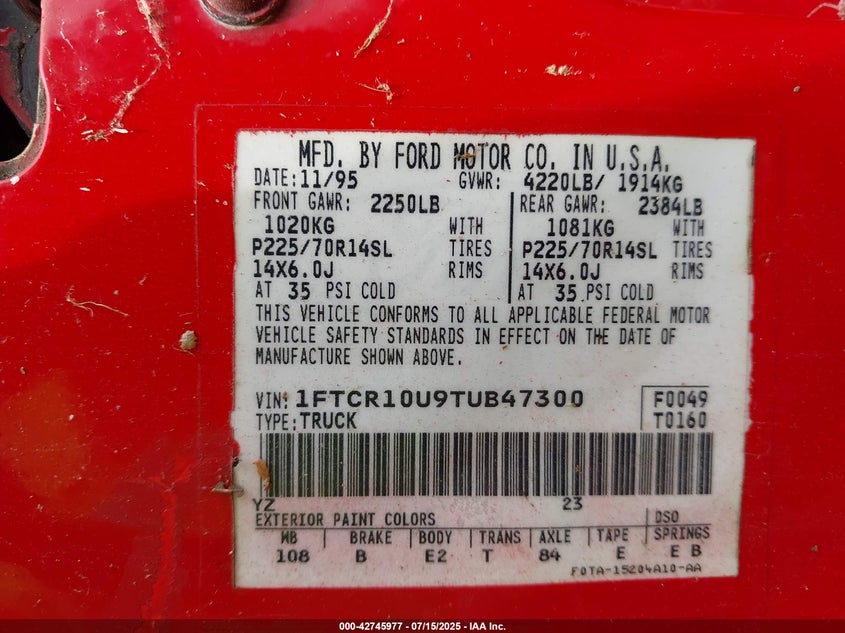 MFD. BY FORD MOTOR CO. IN U.S.A.
DATE: 11/95 GVWR: 4220LB/ 1914KG
FRONT GAWR: 2250LB REAR GAWR: 2384LB
1020KG WITH 1081KG WITH
P225/70R14SL TIRES P225/70R14SL TIRES
14X6.0J RIMS 14X6.0J RIMS
AT 35 PSI COLD AT 35 PSI COLD
THIS VEHICLE CONFORMS TO ALL APPLICABLE FEDERAL MOTOR
VEHICLE SAFETY STANDARDS IN EFFECT ON THE DATE OF
MANUFACTURE SHOWN ABOVE.
VIN: 1FTCR10U9TUB47300 F0049
TYPE: TRUCK T0160
YZ 23
EXTERIOR PAINT COLORS DSO
WB BRAKE BODY TRANS AXLE TAPE SPRINGS
108 B E2 T 84 E E B
F0TA-15204A10-AA
000-42745977 - 07/15/2025 - IAA Inc.